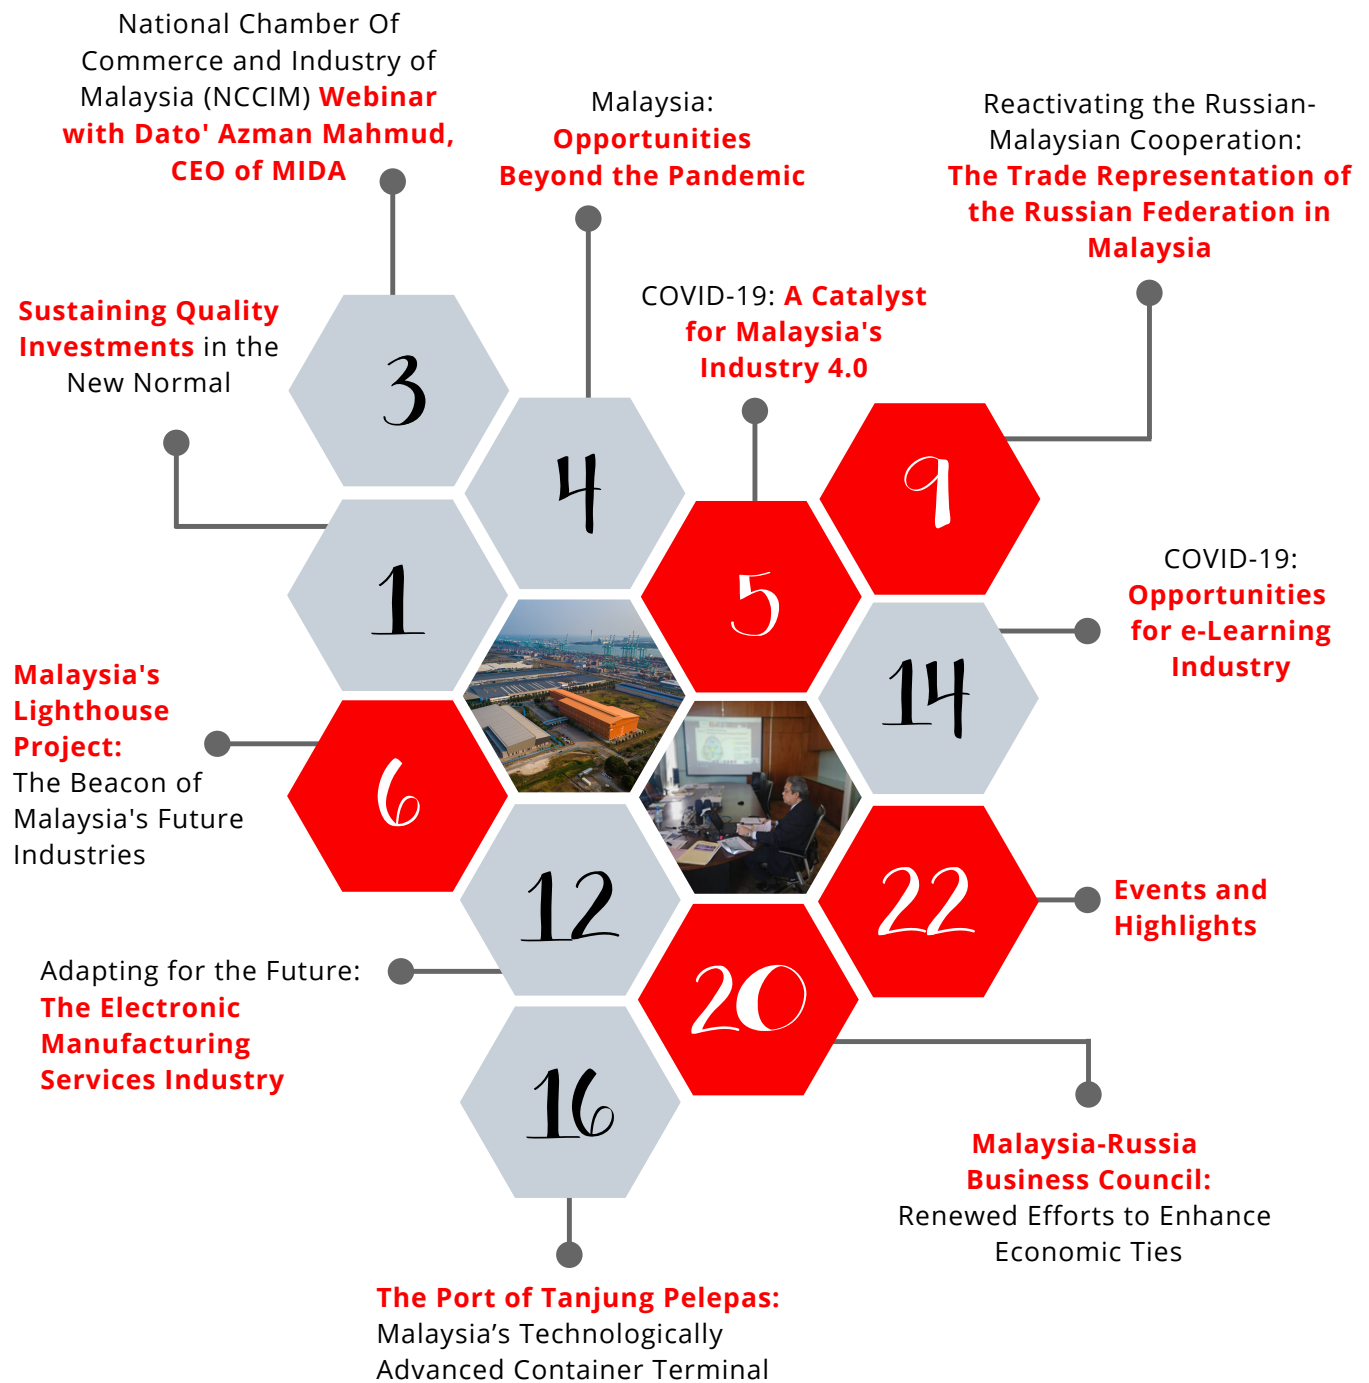 National Chamber Of
Commerce and Industry of
Malaysia (NCCIM) Webinar
with Dato' Azman Mahmud,
CEO of MIDA
Malaysia:
Opportunities
Beyond the Pandemic
Reactivating the Russian-
Malaysian Cooperation:
The Trade Representation of
the Russian Federation in
Malaysia
Sustaining Quality
Investments in the
New Normal
COVID-19: A Catalyst
for Malaysia's
Industry 4.0
3
4
9
1
5
COVID-19:
Opportunities
for e-Learning
Industry
14
Malaysia's
Lighthouse
Project:
The Beacon of
Malaysia's Future
Industries
6
12
22
Events and
Highlights
Adapting for the Future:
The Electronic
Manufacturing
Services Industry
20
16
Malaysia-Russia
Business Council:
Renewed Efforts to Enhance
Economic Ties
The Port of Tanjung Pelepas:
Malaysia’s Technologically
Advanced Container Terminal